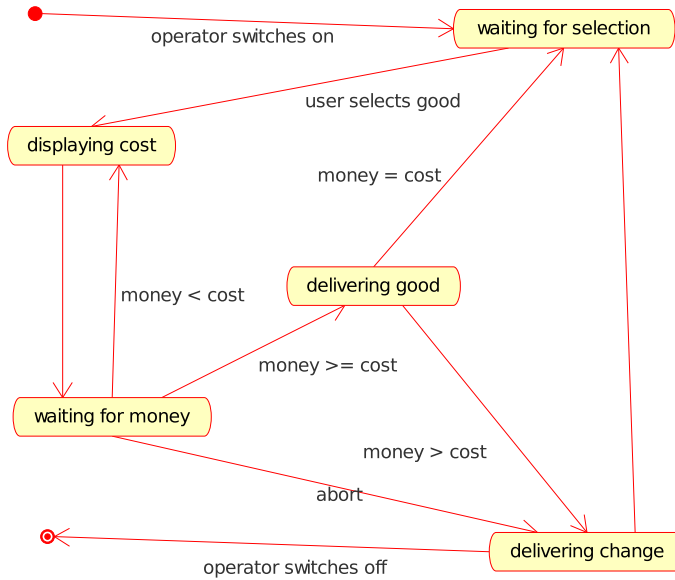 waiting for selection
operator switches on
user selects good
displaying cost
money = cost
delivering good
money < cost
money >= cost
waiting for money
money > cost
abort
delivering change
operator switches off